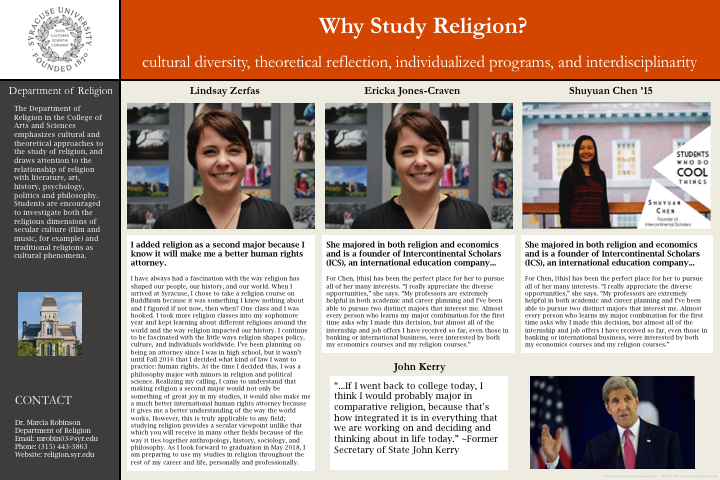 SYRACUSE UNIVERSITY
FOUNDED 1870
SUOS CULTORES SCIENTIA CORONAT
Why Study Religion?
cultural diversity, theoretical reflection, individualized programs, and interdisciplinarity
Department of Religion
The Department of
Religion in the College of
Arts and Sciences
emphasizes cultural and
theoretical approaches to
the study of religion, and
draws attention to the
relationship of religion
with literature, art,
history, psychology,
politics and philosophy.
Students are encouraged
to investigate both the
religious dimensions of
secular culture (film and
music, for example) and
traditional religions as
cultural phenomena.
CONTACT
Dr. Marcia Robinson
Department of Religion
Email: mrobin03@syr.edu
Phone: (315) 443-3863
Website: religion.syr.edu
Lindsay Zerfas
I added religion as a second major because I
know it will make me a better human rights
attorney.
I have always had a fascination with the way religion has
shaped our people, our history, and our world. When I
arrived at Syracuse, I chose to take a religion course on
Buddhism because it was something I knew nothing about
and I figured if not now, then when? One class and I was
hooked. I took more religion classes into my sophomore
year and kept learning about different religions around the
world and the way religion impacted our history. I continue
to be fascinated with the little ways religion shapes policy,
culture, and individuals worldwide. I've been planning on
being an attorney since I was in high school, but it wasn't
until Fall 2016 that I decided what kind of law I want to
practice: human rights. At the time I decided this, I was a
philosophy major with minors in religion and political
science. Realizing my calling, I came to understand that
making religion a second major would not only be
something of great joy in my studies, it would also make me
a much better international human rights attorney because
it gives me a better understanding of the way the world
works. However, this is truly applicable to any field;
studying religion provides a secular viewpoint unlike that
which you will receive in many other fields because of the
way it ties together anthropology, history, sociology, and
philosophy. As I look forward to graduation in May 2018, I
am preparing to use my studies in religion throughout the
rest of my career and life, personally and professionally.
Ericka Jones-Craven
She majored in both religion and economics
and is a founder of Intercontinental Scholars
(ICS), an international education company...
For Chen, [this] has been the perfect place for her to pursue
all of her many interests. "I really appreciate the diverse
opportunities," she says. "My professors are extremely
helpful in both academic and career planning and I've been
able to pursue two distinct majors that interest me. Almost
every person who learns my major combination for the first
time asks why I made this decision, but almost all of the
internship and job offers I have received so far, even those in
banking or international business, were interested in why
my economics meets religion courses."
John Kerry
"...If I went back to college today, I
think I would probably major in
comparative religion, because that's
how integrated it is in everything that
we are working on and deciding and
thinking about in life today." ~Former
Secretary of State John Kerry
Shuyuan Chen '15
STUDENTS
WHO DO
COOL
THINGS
SHUYUAN
CHEN
Founder of
Intercontinental Scholars
She majored in both religion and economics
and is a founder of Intercontinental Scholars
(ICS), an international education company...
For Chen, [this] has been the perfect place for her to pursue
all of her many interests. "I really appreciate the diverse
opportunities," she says. "My professors are extremely
helpful in both academic and career planning and I've been
able to pursue two distinct majors that interest me. Almost
every person who learns my major combination for the first
time asks why I made this decision, but almost all of the
internship and job offers I have received so far, even those in
banking or international business, were interested in why
my economics meets religion courses."